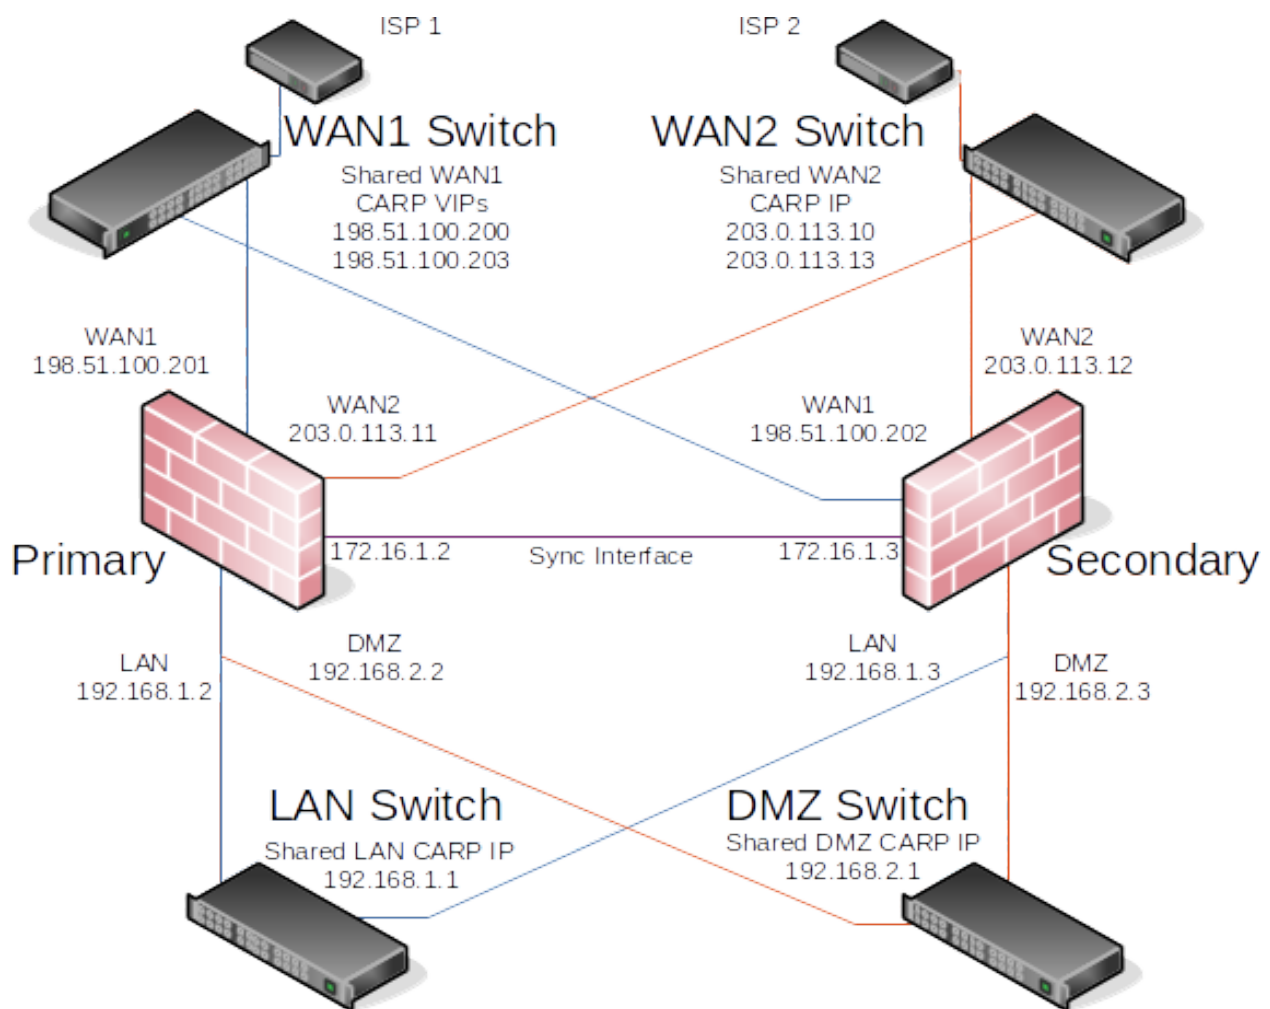 ISP 1
ISP 2
WAN1 Switch
Shared WAN1
CARP VIPs
198.51.100.200
198.51.100.203
WAN2 Switch
Shared WAN2
CARP IP
203.0.113.10
203.0.113.13
WAN1
198.51.100.201
WAN2
203.0.113.11
WAN1
198.51.100.202
WAN2
203.0.113.12
Primary
172.16.1.2
Sync Interface
172.16.1.3
Secondary
LAN
192.168.1.2
DMZ
192.168.2.2
LAN
192.168.1.3
DMZ
192.168.2.3
LAN Switch
Shared LAN CARP IP
192.168.1.1
DMZ Switch
Shared DMZ CARP IP
192.168.2.1